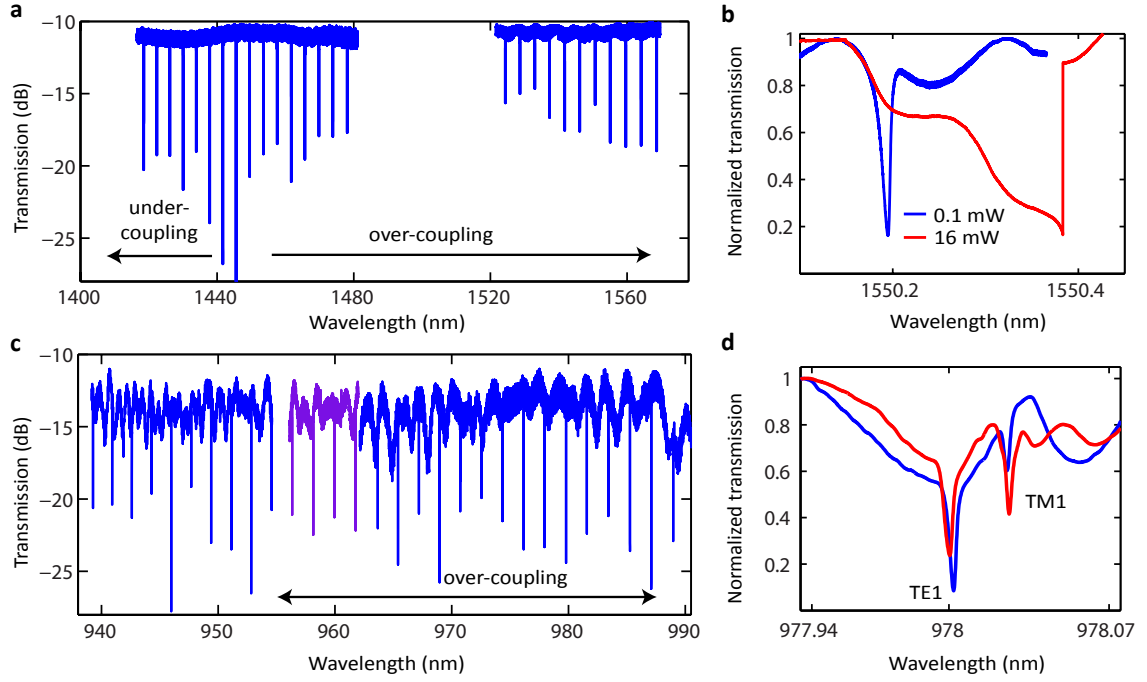 a
Transmission (dB)
−10
−15
−20
−25
under-
coupling
over-coupling
1400
1440
1480
1520
1560
Wavelength (nm)
b
Normalized transmission
1
0.8
0.6
0.4
0.2
0.1 mW
16 mW
1550.2
1550.4
Wavelength (nm)
c
Transmission (dB)
−10
−15
−20
−25
over-coupling
940
950
960
970
980
990
Wavelength (nm)
d
Normalized transmission
1
0.8
0.6
0.4
0.2
TM1
TE1
977.94
978
978.07
Wavelength (nm)